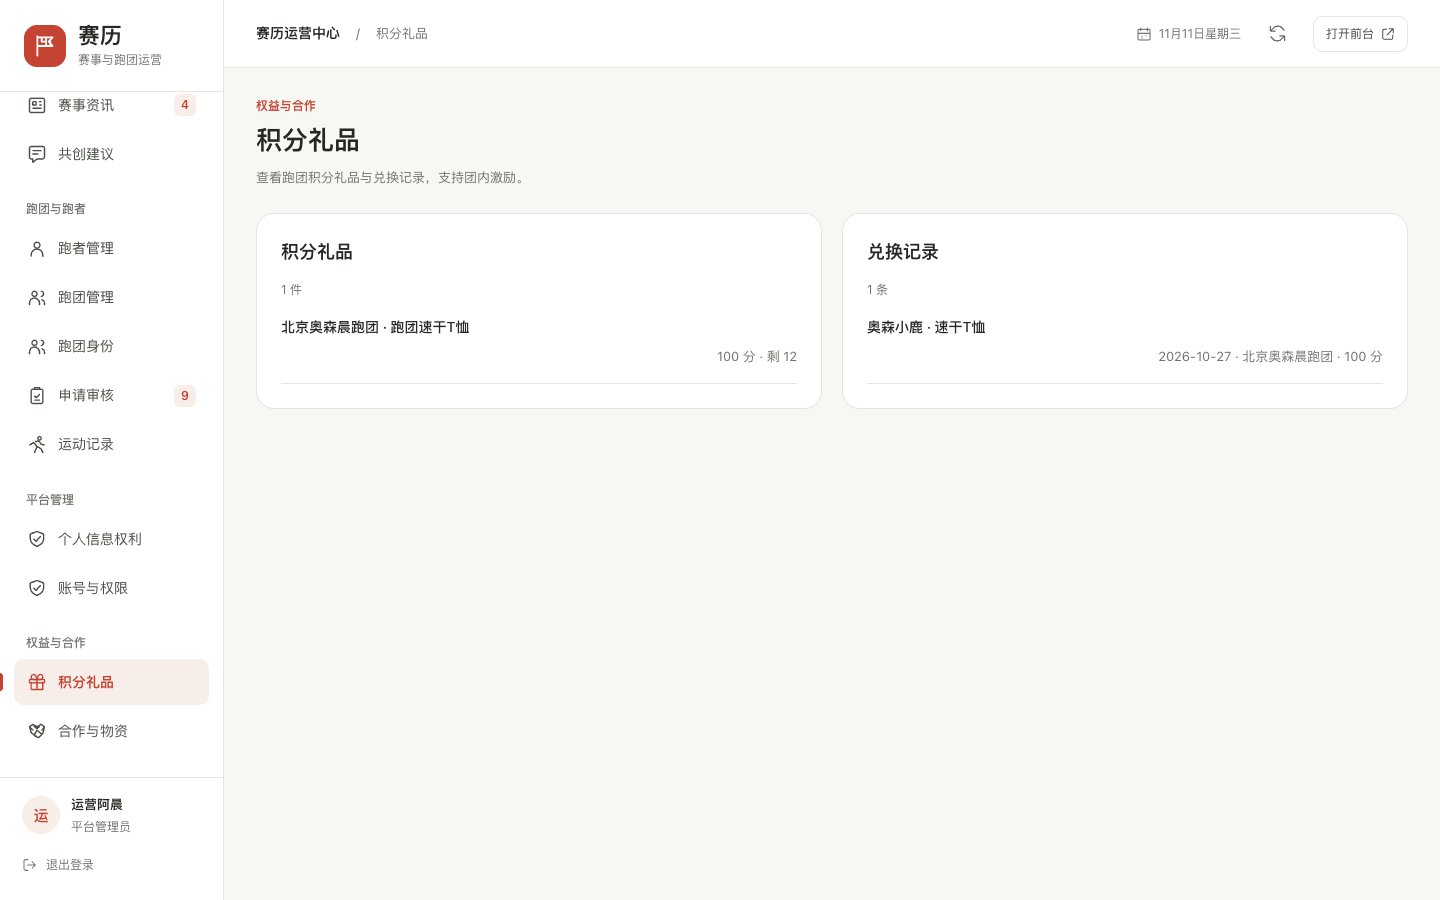 赛历
赛事与跑团运营
赛事资讯 4
共创建议
跑团与跑者
跑者管理
跑团管理
跑团身份
申请审核 9
运动记录
平台管理
个人信息权利
账号与权限
权益与合作
积分礼品
合作与物资
运 运营阿晨
平台管理员
退出登录
赛历运营中心 / 积分礼品
11月11日星期三
打开前台
权益与合作
积分礼品
查看跑团积分礼品与兑换记录，支持团内激励。
积分礼品
1 件
北京奥森晨跑团 · 跑团速干T恤
100 分 · 剩 12
兑换记录
1 条
奥森小鹿 · 速干T恤
2026-10-27 · 北京奥森晨跑团 · 100 分